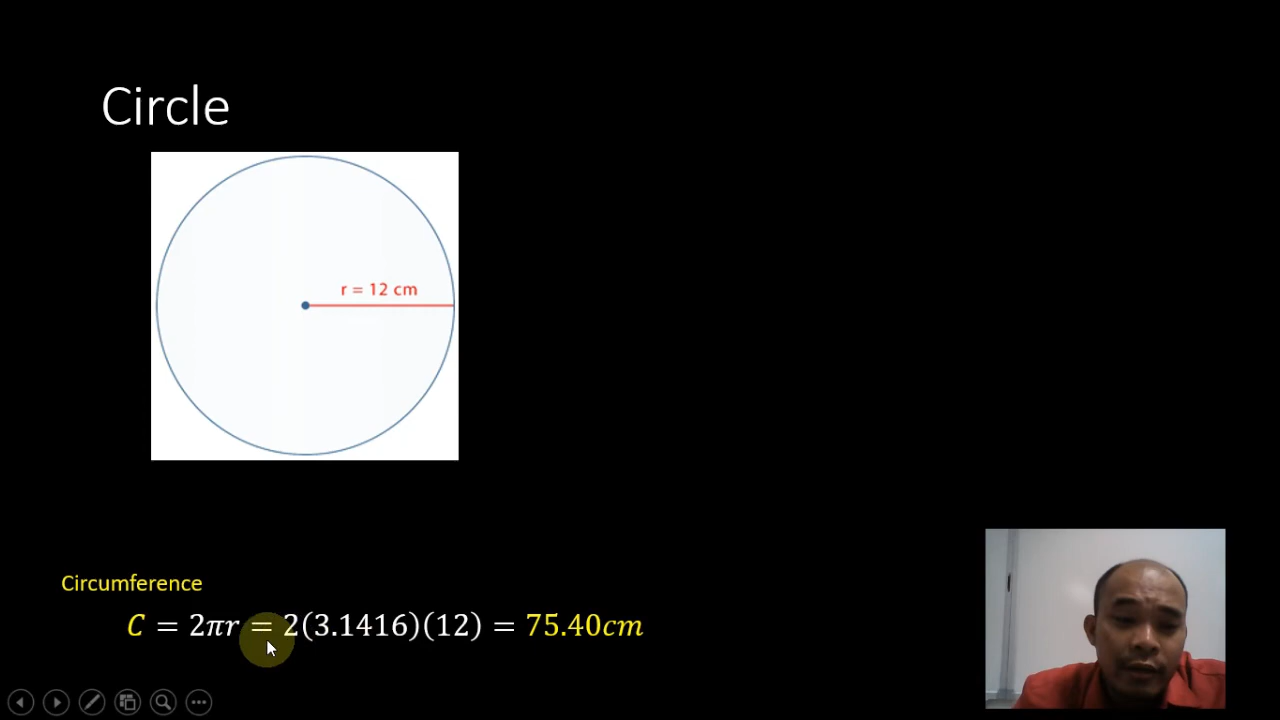 Circle
r = 12 cm
Circumference
C = 2πr = 2(3.1416)(12) = 75.40cm